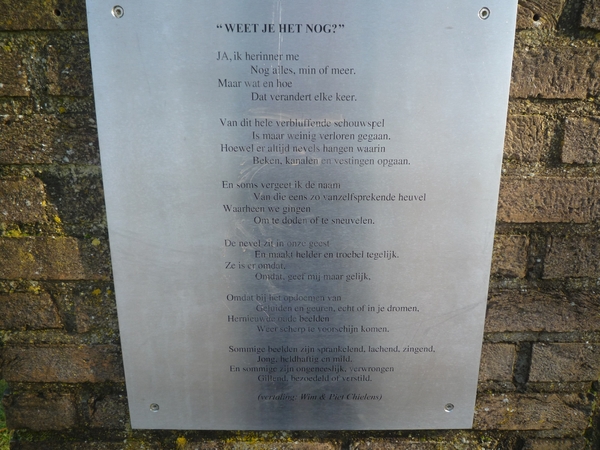 "WEET JE HET NOG?"
JA, ik herinner me
Nog alles, min of meer.
Maar wat en hoe
Dat verandert elke keer.
Van dit hele verbluffende schouwspel
Is maar weinig verloren gegaan.
Hoewel er altijd nevels hangen waarin
Beken, kanalen en vestingen opgaan.
En soms vergeet ik de naam
Van die eens zo vanzelfsprekende heuvel
Waarheen we gingen
Om te doden of te sneuvelen.
De nevel zit in onze geest
En maakt helder en troebel tegelijk.
Ze is er omdat,
Omdat, geef mij maar gelijk,
Omdat bij het opdoemen van
Geluiden en geuren, echt of in je dromen,
Hernieuwde oude beelden
Weer scherp te voorschijn komen.
Sommige beelden zijn sprankelend, lachend, zingend,
Jong, heldhaftig en mild.
En sommige zijn ongeneeslijk, verwrongen
Gillend, bezoedeld of verstild.
(vertaling: Wim & Piet Chielens)